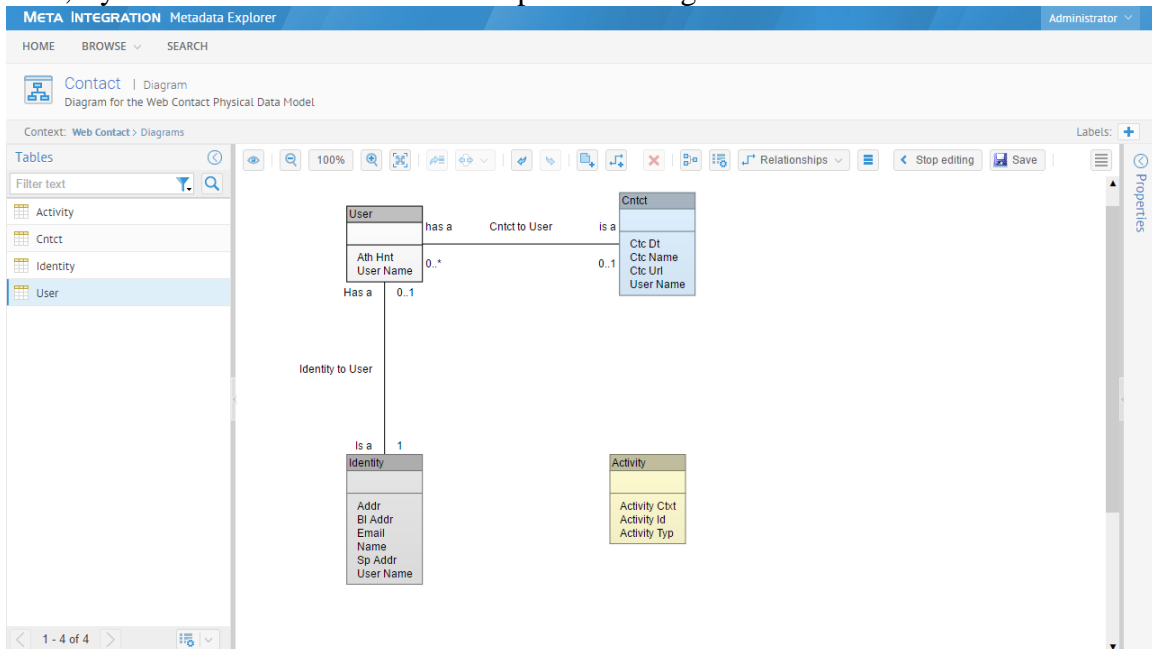 META INTEGRATION Metadata Explorer
Administrator
HOME BROWSE SEARCH
Contact | Diagram
Diagram for the Web Contact Physical Data Model
Context: Web Contact > Diagrams
Labels: +
Tables
100%
Relationships
Stop editing
Save
Properties
Filter text
Activity
Cntct
Identity
User
User
Ath Hnt
User Name
has a
Cntct to User
is a
0..*
0..1
Cntct
Ctc Dt
Ctc Name
Ctc Url
User Name
Has a
0..1
Identity to User
Is a
1
Identity
Addr
Bl Addr
Email
Name
Sp Addr
User Name
Activity
Activity Ctxt
Activity Id
Activity Typ
1 - 4 of 4